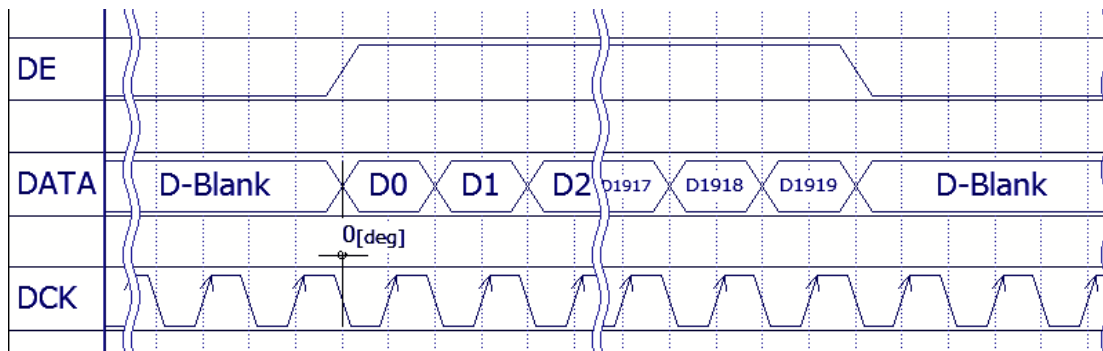 DE
DATA D-Blank D0 D1 D2 D1917 D1918 D1919 D-Blank
0[deg]
DCK